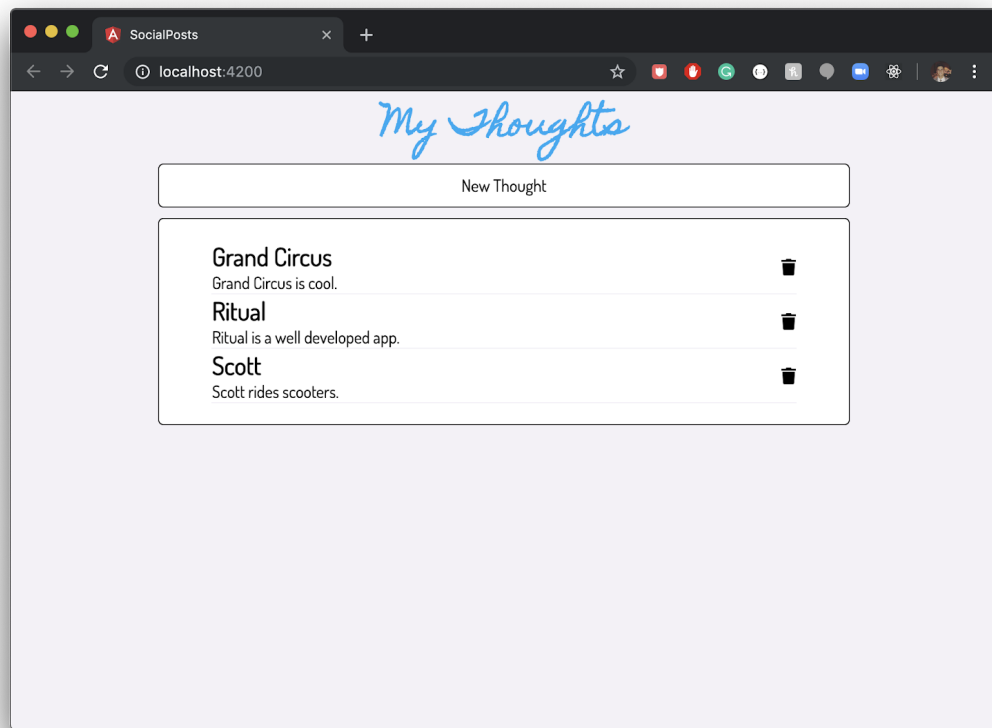 SocialPosts
localhost:4200
My Thoughts
New Thought
Grand Circus
Grand Circus is cool.
Ritual
Ritual is a well developed app.
Scott
Scott rides scooters.